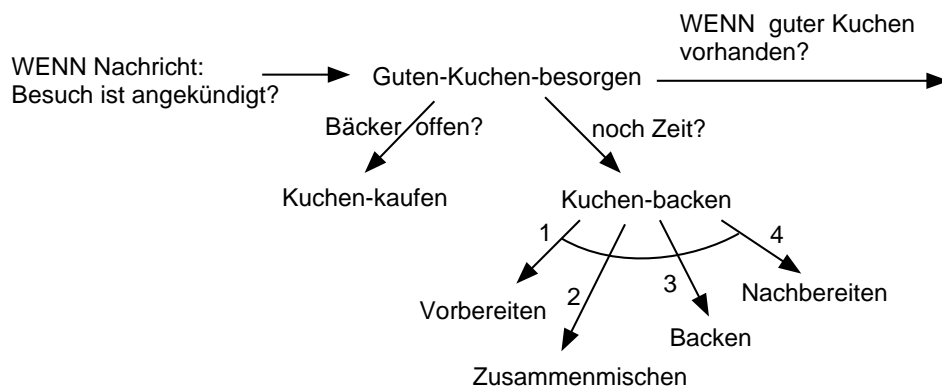 WENN guter Kuchen
vorhanden?
WENN Nachricht:
Besuch ist angekündigt?
Guten-Kuchen-besorgen
Bäcker offen?
noch Zeit?
Kuchen-kaufen
Kuchen-backen
1
4
2
3
Vorbereiten
Nachbereiten
Backen
Zusammenmischen